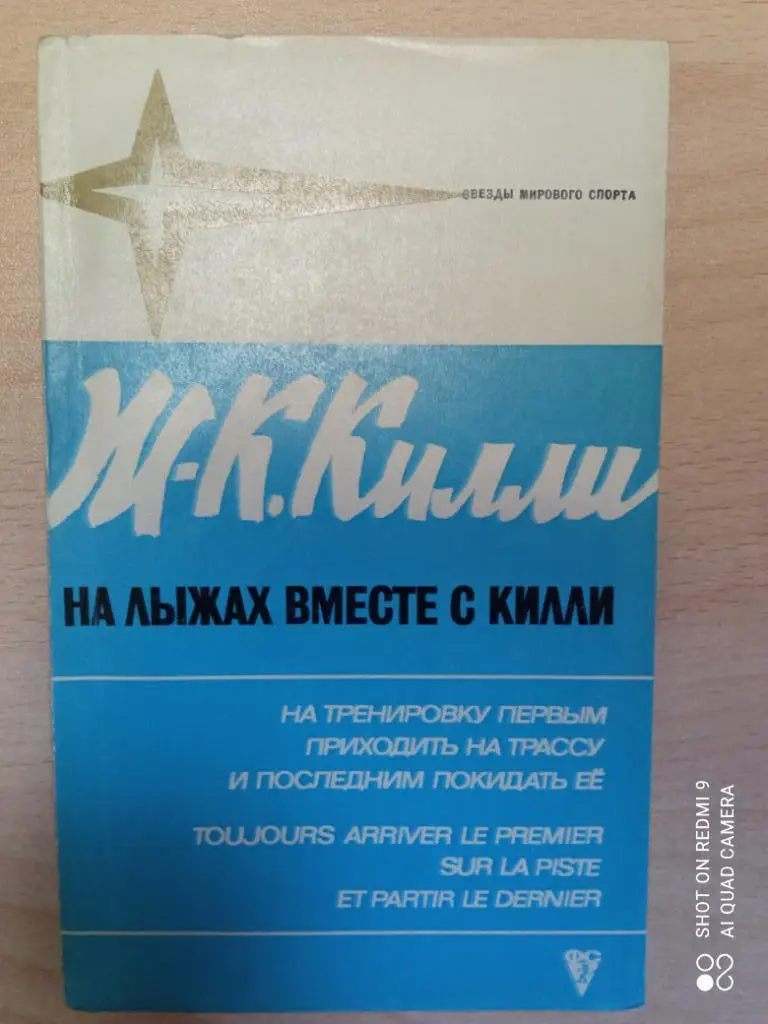 ЗВЕЗДЫ МИРОВОГО СПОРТА
Ж-К. Килли
НА ЛЫЖАХ ВМЕСТЕ С КИЛЛИ
НА ТРЕНИРОВКУ ПЕРВЫМ
ПРИХОДИТЬ НА ТРАССУ
И ПОСЛЕДНИМ ПОКИДАТЬ ЕЁ
TOUJOURS ARRIVER LE PREMIER
SUR LA PISTE
ET PARTIR LE DERNIER
ФС
SHOT ON REDMI 9
AI QUAD CAMERA